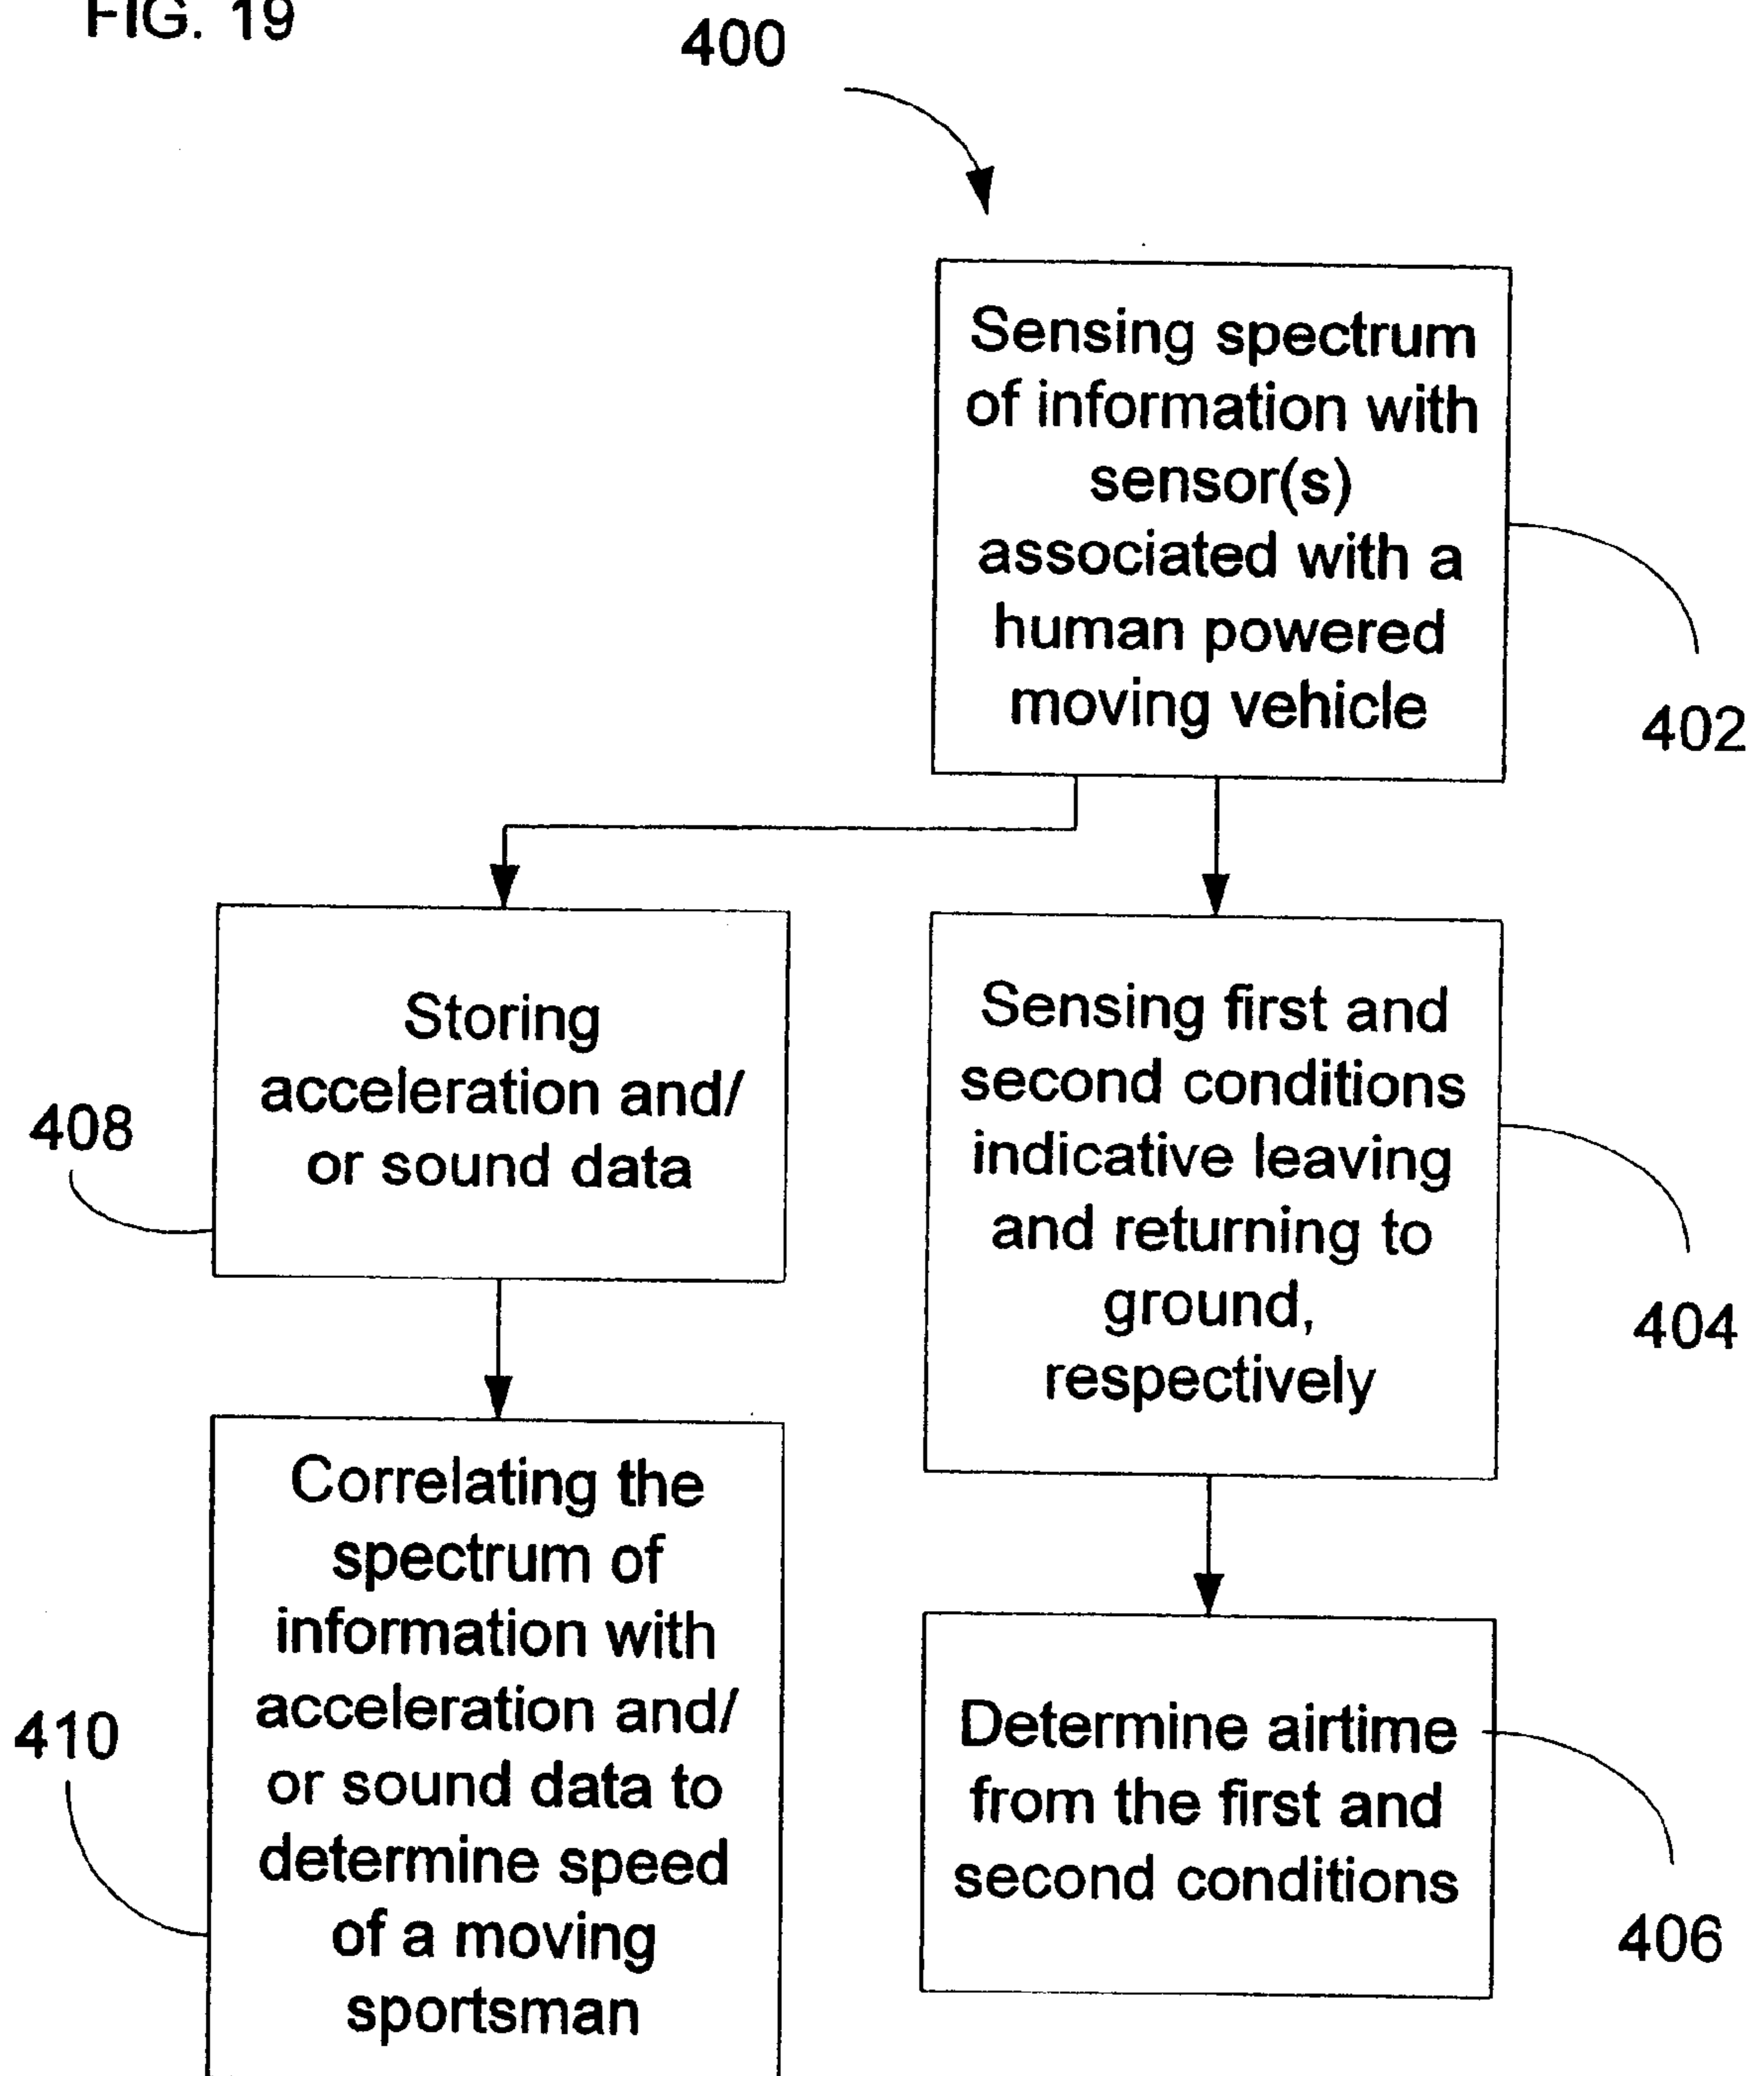 FIG. 19
400
Sensing spectrum
of information with
sensor(s)
associated with a
human powered
moving vehicle
402
Storing
acceleration and/
or sound data
408
Sensing first and
second conditions
indicative leaving
and returning to
ground,
respectively
404
Correlating the
spectrum of
information with
acceleration and/
or sound data to
determine speed
of a moving
sportsman
410
Determine airtime
from the first and
second conditions
406